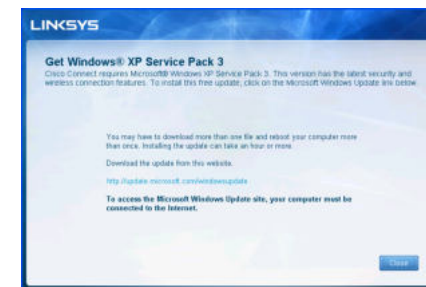 LINKSYS
Get Windows® XP Service Pack 3
Cisco Connect requires Microsoft® Windows XP Service Pack 3. This version has the latest security and
wireless connection features. To install this free update, click on the Microsoft Windows Update link below.
You may have to download more than one file and reboot your computer more
than once. Installing the update can take an hour or more.
Download the update from this website.
http://update.microsoft.com/windowsupdate
To access the Microsoft Windows Update site, your computer must be
connected to the Internet.
Close